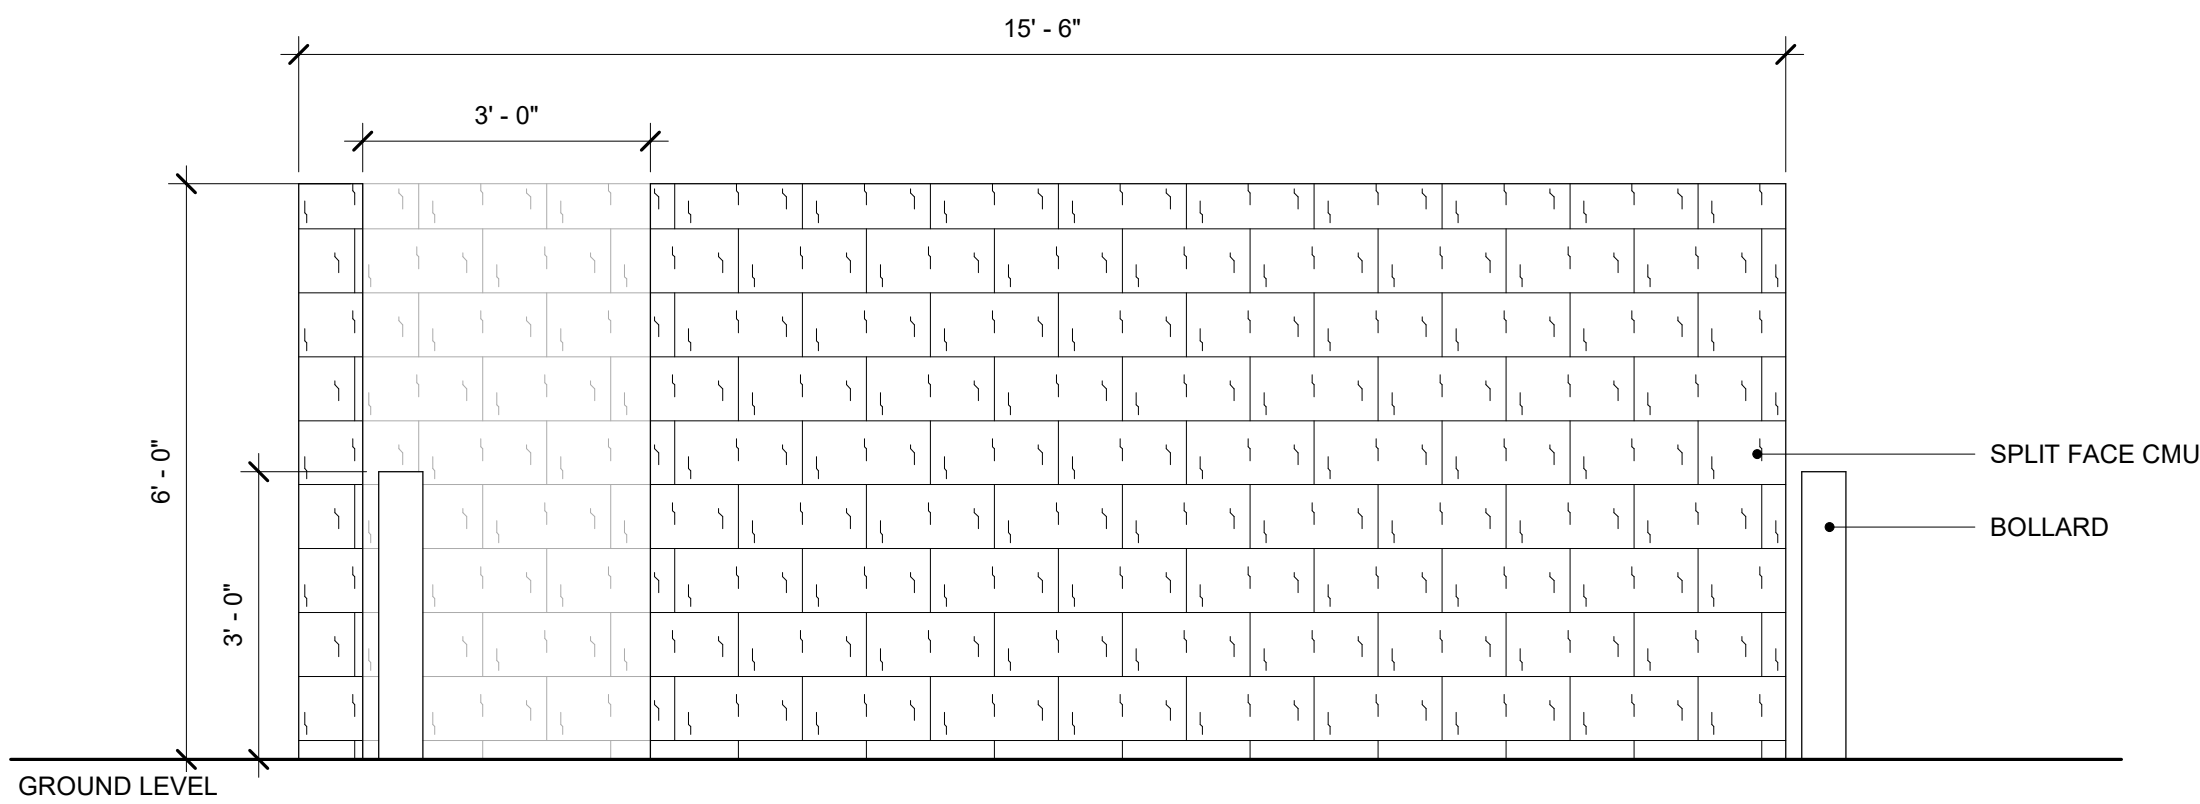 15' - 6"
3' - 0"
6' - 0"
SPLIT FACE CMU
BOLLARD
3' - 0"
GROUND LEVEL